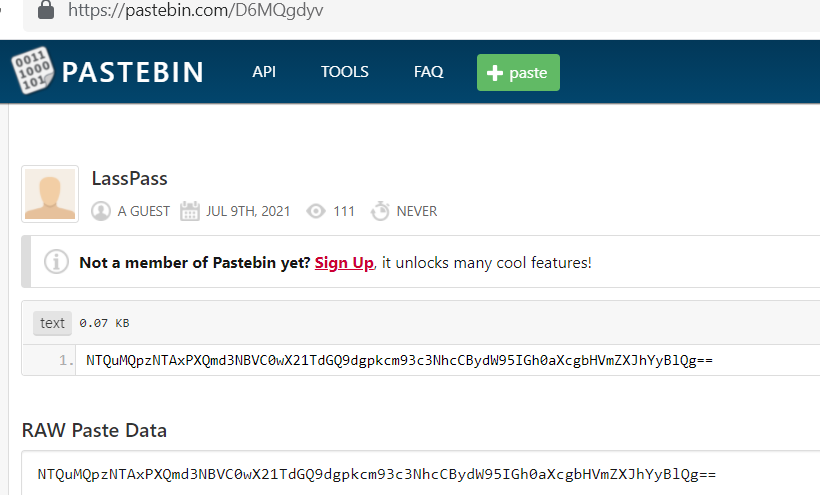 https://pastebin.com/D6MQgdyv
0011
1000
101
PASTEBIN API TOOLS FAQ + paste
LassPass
A GUEST JUL 9TH, 2021 111 NEVER
Not a member of Pastebin yet? Sign Up, it unlocks many cool features!
text 0.07 KB
1. NTQuMQpzNTAxPXQmd3NBVC0wX21TdGQ9dgpkcm93c3NhcCBydW95IGh0aXcgbHVmZXJhYyBlQg==
RAW Paste Data
NTQuMQpzNTAxPXQmd3NBVC0wX21TdGQ9dgpkcm93c3NhcCBydW95IGh0aXcgbHVmZXJhYyBlQg==